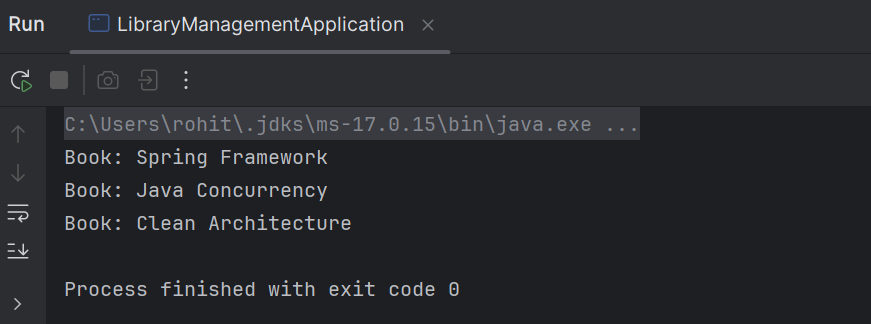 Run LibraryManagementApplication
C:\Users\rohit\.jdks\ms-17.0.15\bin\java.exe ...
Book: Spring Framework
Book: Java Concurrency
Book: Clean Architecture
Process finished with exit code 0